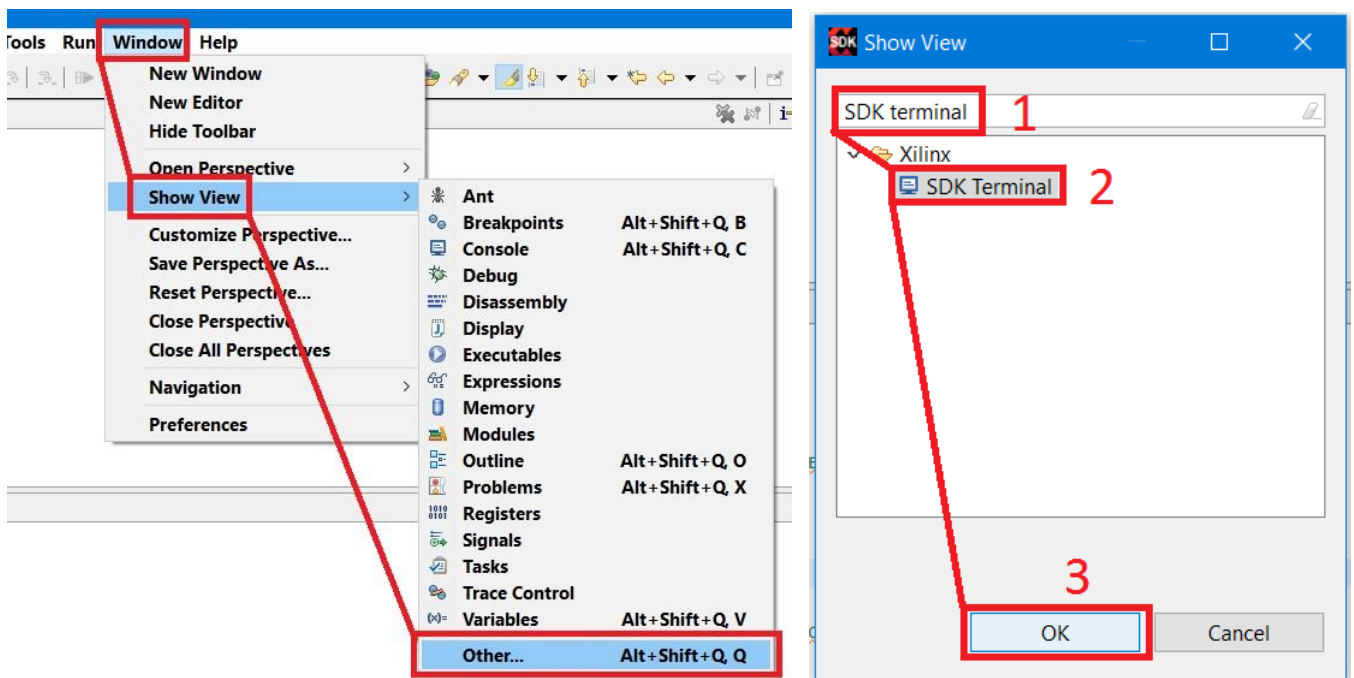 Tools Run Window Help
New Window
New Editor
Hide Toolbar
Open Perspective
Show View
Customize Perspective...
Save Perspective As...
Reset Perspective...
Close Perspective
Close All Perspectives
Navigation
Preferences
Ant
Breakpoints Alt+Shift+Q, B
Console Alt+Shift+Q, C
Debug
Disassembly
Display
Executables
Expressions
Memory
Modules
Outline Alt+Shift+Q, O
Problems Alt+Shift+Q, X
Registers
Signals
Tasks
Trace Control
Variables Alt+Shift+Q, V
Other... Alt+Shift+Q, Q
SDK Show View
SDK terminal 1
Xilinx
SDK Terminal 2
3
OK Cancel